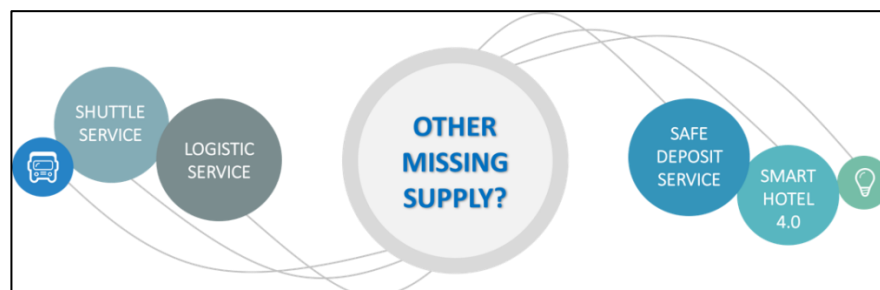 SHUTTLE
SERVICE
LOGISTIC
SERVICE
OTHER
MISSING
SUPPLY?
SAFE
DEPOSIT
SERVICE
SMART
HOTEL
4.0